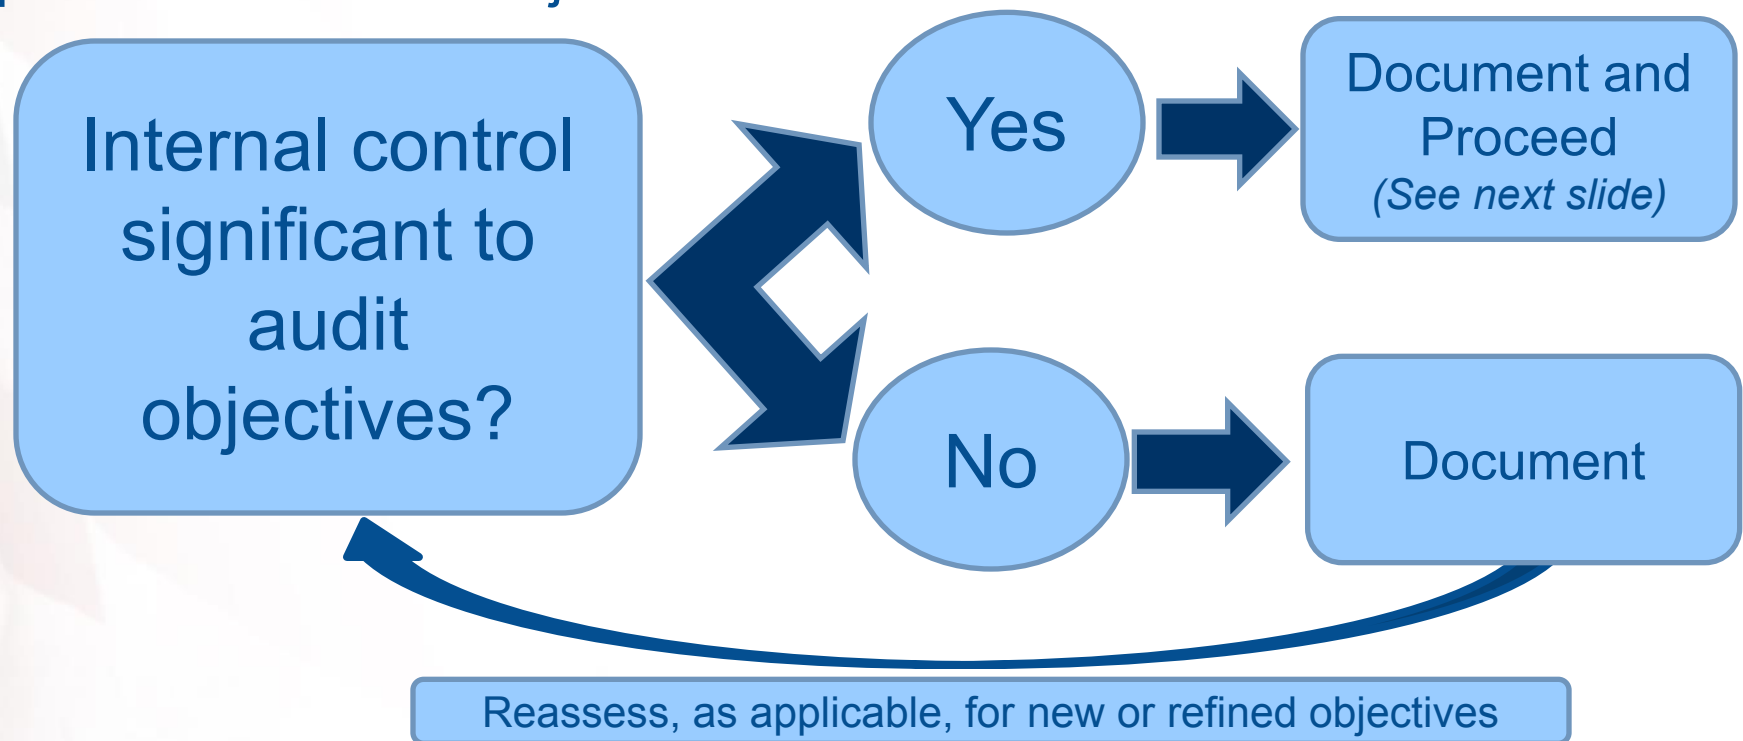 Internal control
significant to
audit
objectives?
Yes
Document and
Proceed
(See next slide)
No
Document
Reassess, as applicable, for new or refined objectives